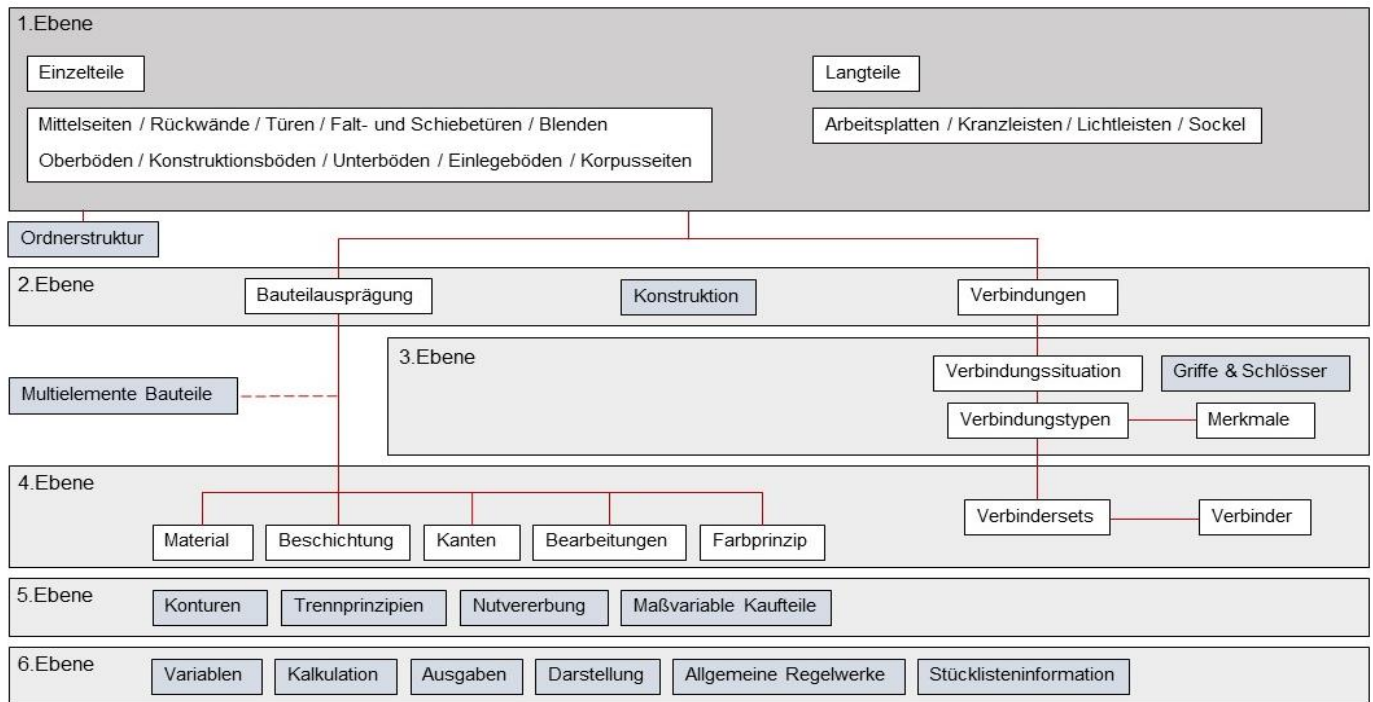 1.Ebene
Einzelteile
Langteile
Mittelseiten / Rückwände / Türen / Falt- und Schiebetüren / Blenden
Oberböden / Konstruktionsböden / Unterböden / Einlegeböden / Korpusseiten
Arbeitsplatten / Kranzleisten / Lichtleisten / Sockel
Ordnerstruktur
2.Ebene
Bauteilausprägung
Konstruktion
Verbindungen
3.Ebene
Verbindungssituation
Griffe & Schlösser
Multielemente Bauteile
Verbindungstypen
Merkmale
4.Ebene
Verbindersets
Verbinder
Material
Beschichtung
Kanten
Bearbeitungen
Farbprinzip
5.Ebene
Konturen
Trennprinzipien
Nutvererbung
Maßvariable Kaufteile
6.Ebene
Variablen
Kalkulation
Ausgaben
Darstellung
Allgemeine Regelwerke
Stücklisteninformation